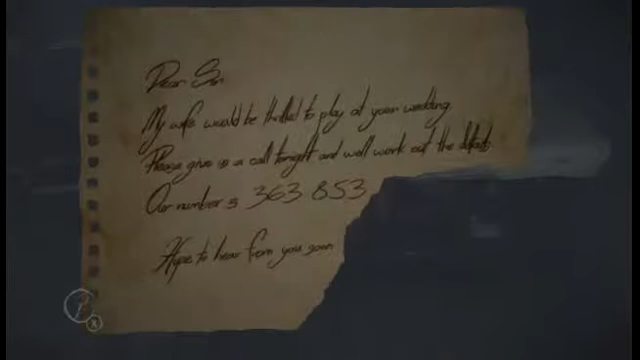 Dear Sir
My wife would be thrilled to play at your wedding
Please give us a call tonight and we'll work out the details
Our number is 363 853
Hope to hear from you soon
X